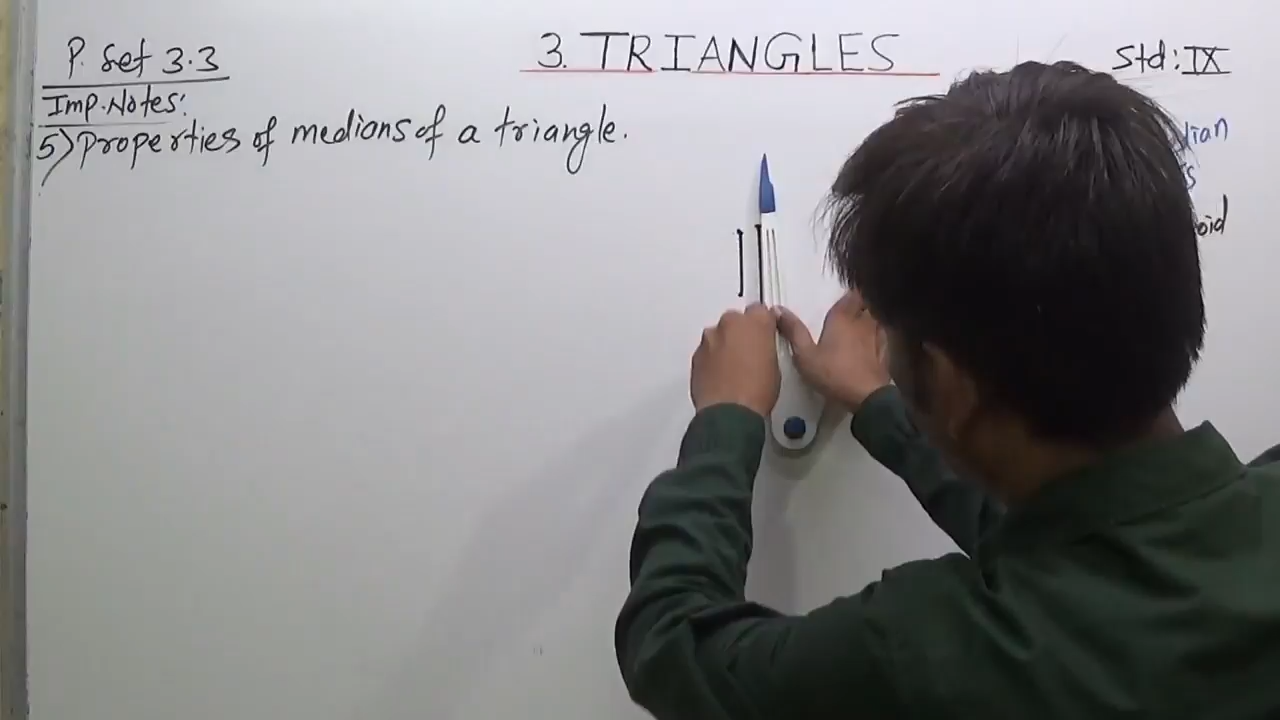 P. Set 3.3
3. TRIANGLES
Std: IX
Imp. Notes:
5) Properties of medians of a triangle.